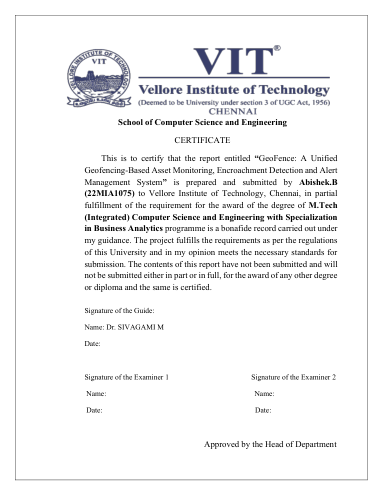 VELLORE INSTITUTE OF TECHNOLOGY
VIT
VIT®
Vellore Institute of Technology
(Deemed to be University under section 3 of UGC Act, 1956)
CHENNAI
School of Computer Science and Engineering
CERTIFICATE
This is to certify that the report entitled “GeoFence: A Unified
Geofencing-Based Asset Monitoring, Encroachment Detection and Alert
Management System” is prepared and submitted by Abishek.B
(22MIA1075) to Vellore Institute of Technology, Chennai, in partial
fulfillment of the requirement for the award of the degree of M.Tech
(Integrated) Computer Science and Engineering with Specialization
in Business Analytics programme is a bonafide record carried out under
my guidance. The project fulfills the requirements as per the regulations
of this University and in my opinion meets the necessary standards for
submission. The contents of this report have not been submitted and will
not be submitted either in part or in full, for the award of any other degree
or diploma and the same is certified.
Signature of the Guide:
Name: Dr. SIVAGAMI M
Date:
Signature of the Examiner 1 Signature of the Examiner 2
Name: Name:
Date: Date:
Approved by the Head of Department